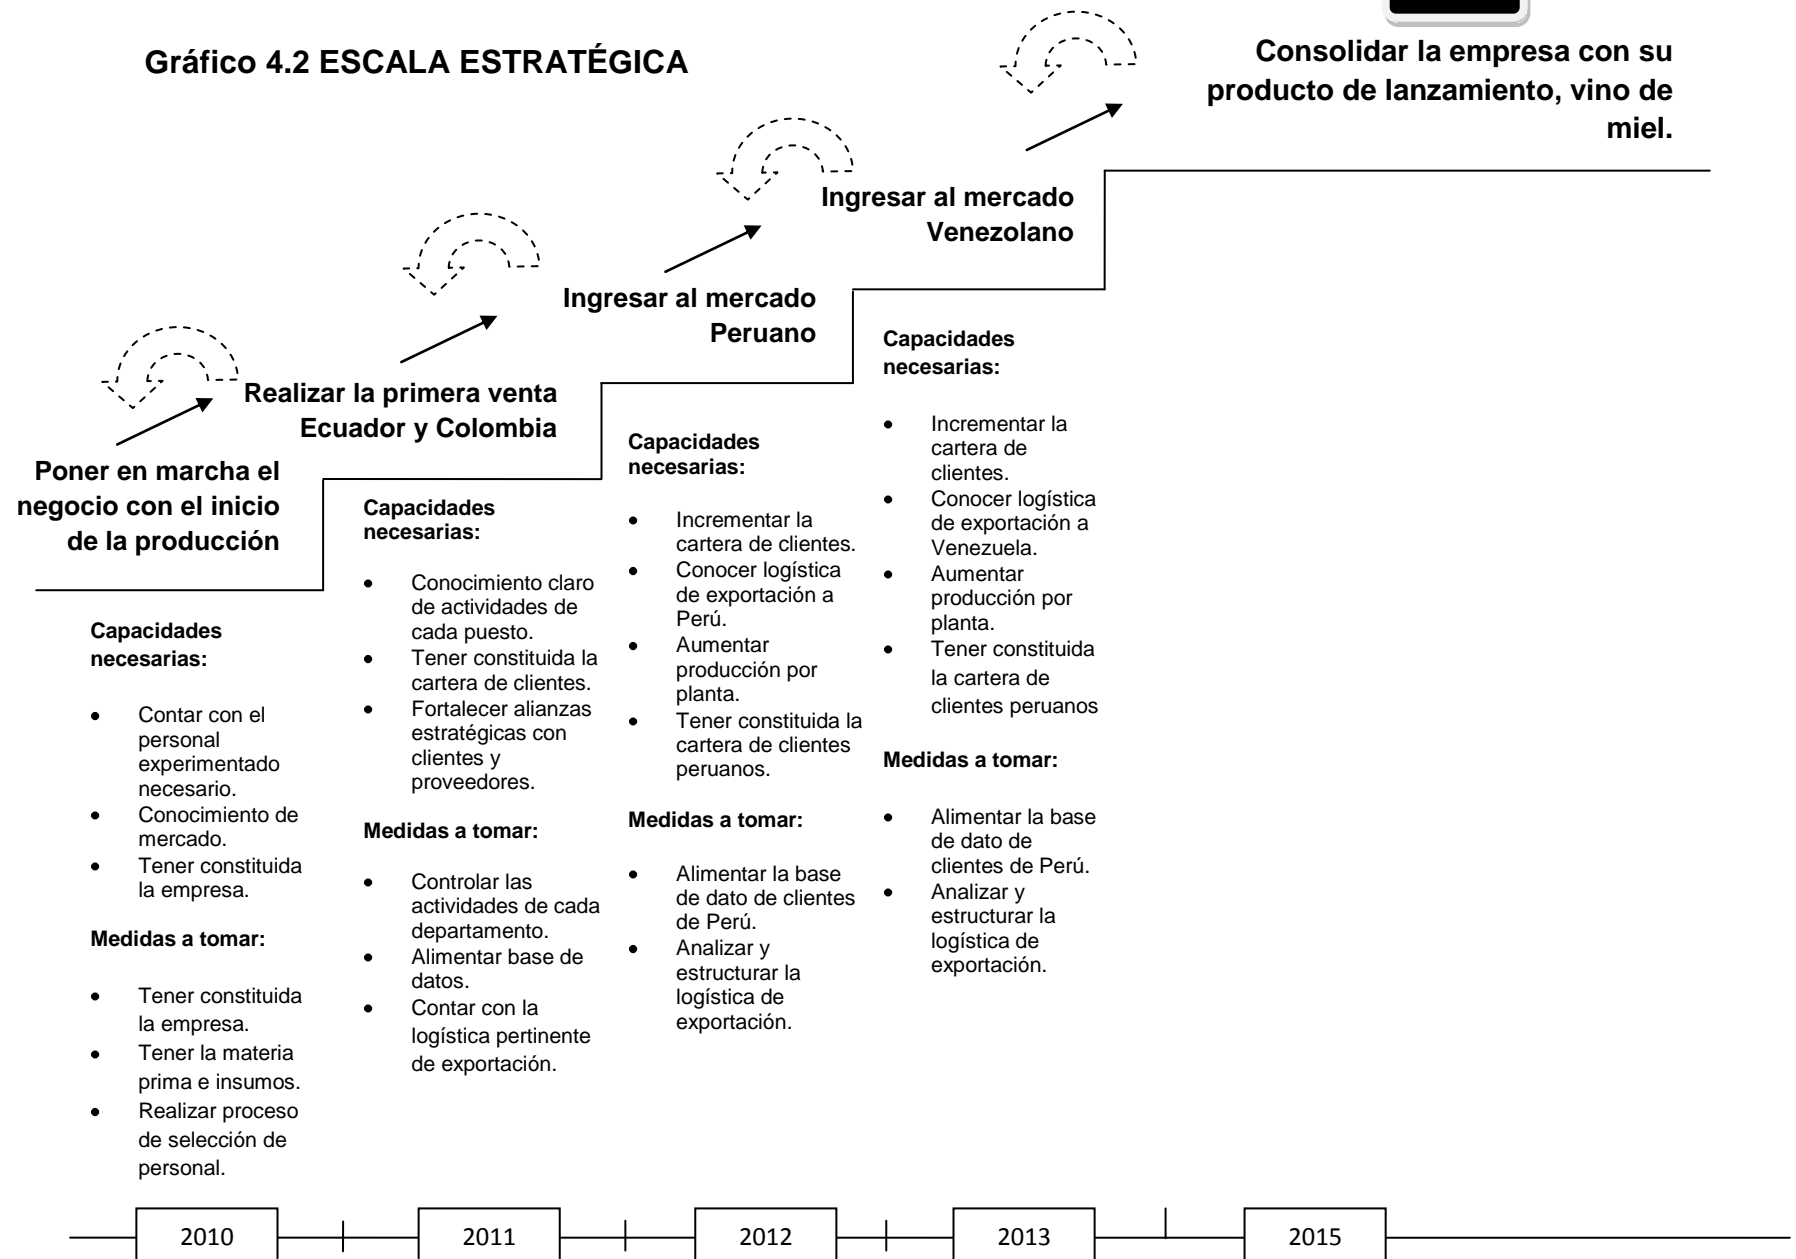 Gráfico 4.2 ESCALA ESTRATÉGICA
Consolidar la empresa con su
producto de lanzamiento, vino de
miel.
Ingresar al mercado
Venezolano
Ingresar al mercado
Peruano
Realizar la primera venta
Ecuador y Colombia
Poner en marcha el
negocio con el inicio
de la producción
Capacidades
necesarias:
• Contar con el
personal
experimentado
necesario.
• Conocimiento de
mercado.
• Tener constituida
la empresa.
Medidas a tomar:
• Tener constituida
la empresa.
• Tener la materia
prima e insumos.
• Realizar proceso
de selección de
personal.
Capacidades
necesarias:
• Conocimiento claro
de actividades de
cada puesto.
• Tener constituida la
cartera de clientes.
• Fortalecer alianzas
estratégicas con
clientes y
proveedores.
Medidas a tomar:
• Controlar las
actividades de cada
departamento.
• Alimentar base de
datos.
• Contar con la
logística pertinente
de exportación.
Capacidades
necesarias:
• Incrementar la
cartera de clientes.
• Conocer logística
de exportación a
Perú.
• Aumentar
producción por
planta.
• Tener constituida la
cartera de clientes
peruanos.
Medidas a tomar:
• Alimentar la base
de dato de clientes
de Perú.
• Analizar y
estructurar la
logística de
exportación.
Capacidades
necesarias:
• Incrementar la
cartera de
clientes.
• Conocer logística
de exportación a
Venezuela.
• Aumentar
producción por
planta.
• Tener constituida
la cartera de
clientes peruanos
Medidas a tomar:
• Alimentar la base
de dato de
clientes de Perú.
• Analizar y
estructurar la
logística de
exportación.
2010
2011
2012
2013
2015